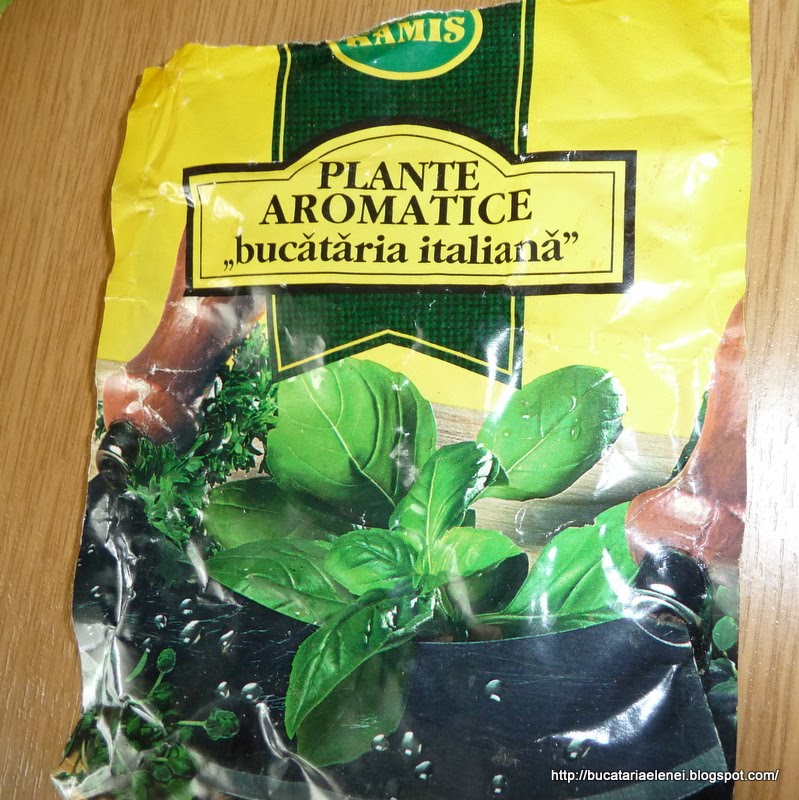 KAMIS
PLANTE
AROMATICE
„bucătăria italiană”
http://bucatariaelenei.blogspot.com/